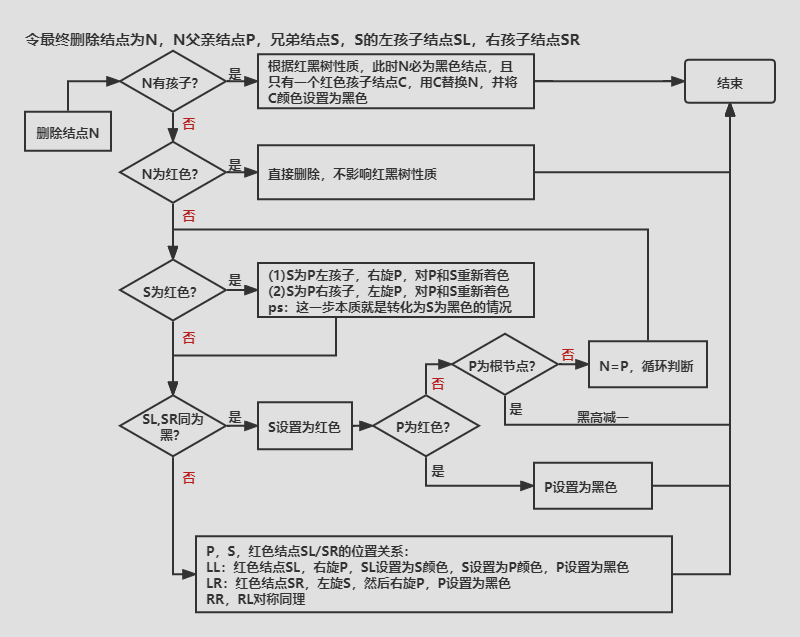 令最终删除结点为N，N父亲结点P，兄弟结点S，S的左孩子结点SL，右孩子结点SR
N有孩子?
是
根据红黑树性质，此时N必为黑色结点，且
只有一个红色孩子结点C，用C替换N，并将
C颜色设置为黑色
结束
删除结点N
否
N为红色?
是
直接删除，不影响红黑树性质
否
S为红色?
是
(1)S为P左孩子，右旋P，对P和S重新着色
(2)S为P右孩子，左旋P，对P和S重新着色
ps：这一步本质就是转化为S为黑色的情况
否
P为根节点?
否
N=P，循环判断
否
是
黑高减一
SL,SR同为
黑?
是
S设置为红色
P为红色?
是
P设置为黑色
否
P，S，红色结点SL/SR的位置关系：
LL：红色结点SL，右旋P，SL设置为S颜色，S设置为P颜色，P设置为黑色
LR：红色结点SR，左旋S，然后右旋P，P设置为黑色
RR，RL对称同理